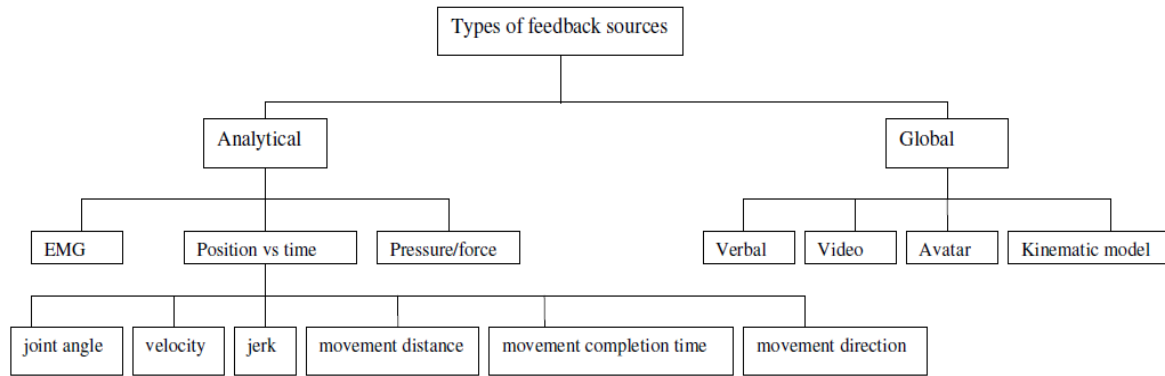 Types of feedback sources
Analytical
Global
EMG
Position vs time
Pressure/force
Verbal
Video
Avatar
Kinematic model
joint angle
velocity
jerk
movement distance
movement completion time
movement direction